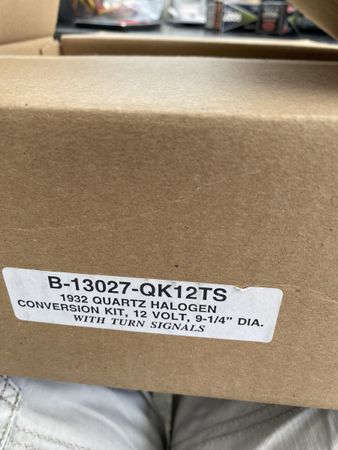 B-13027-QK12TS
1932 QUARTZ HALOGEN
CONVERSION KIT, 12 VOLT, 9-1/4" DIA.
WITH TURN SIGNALS